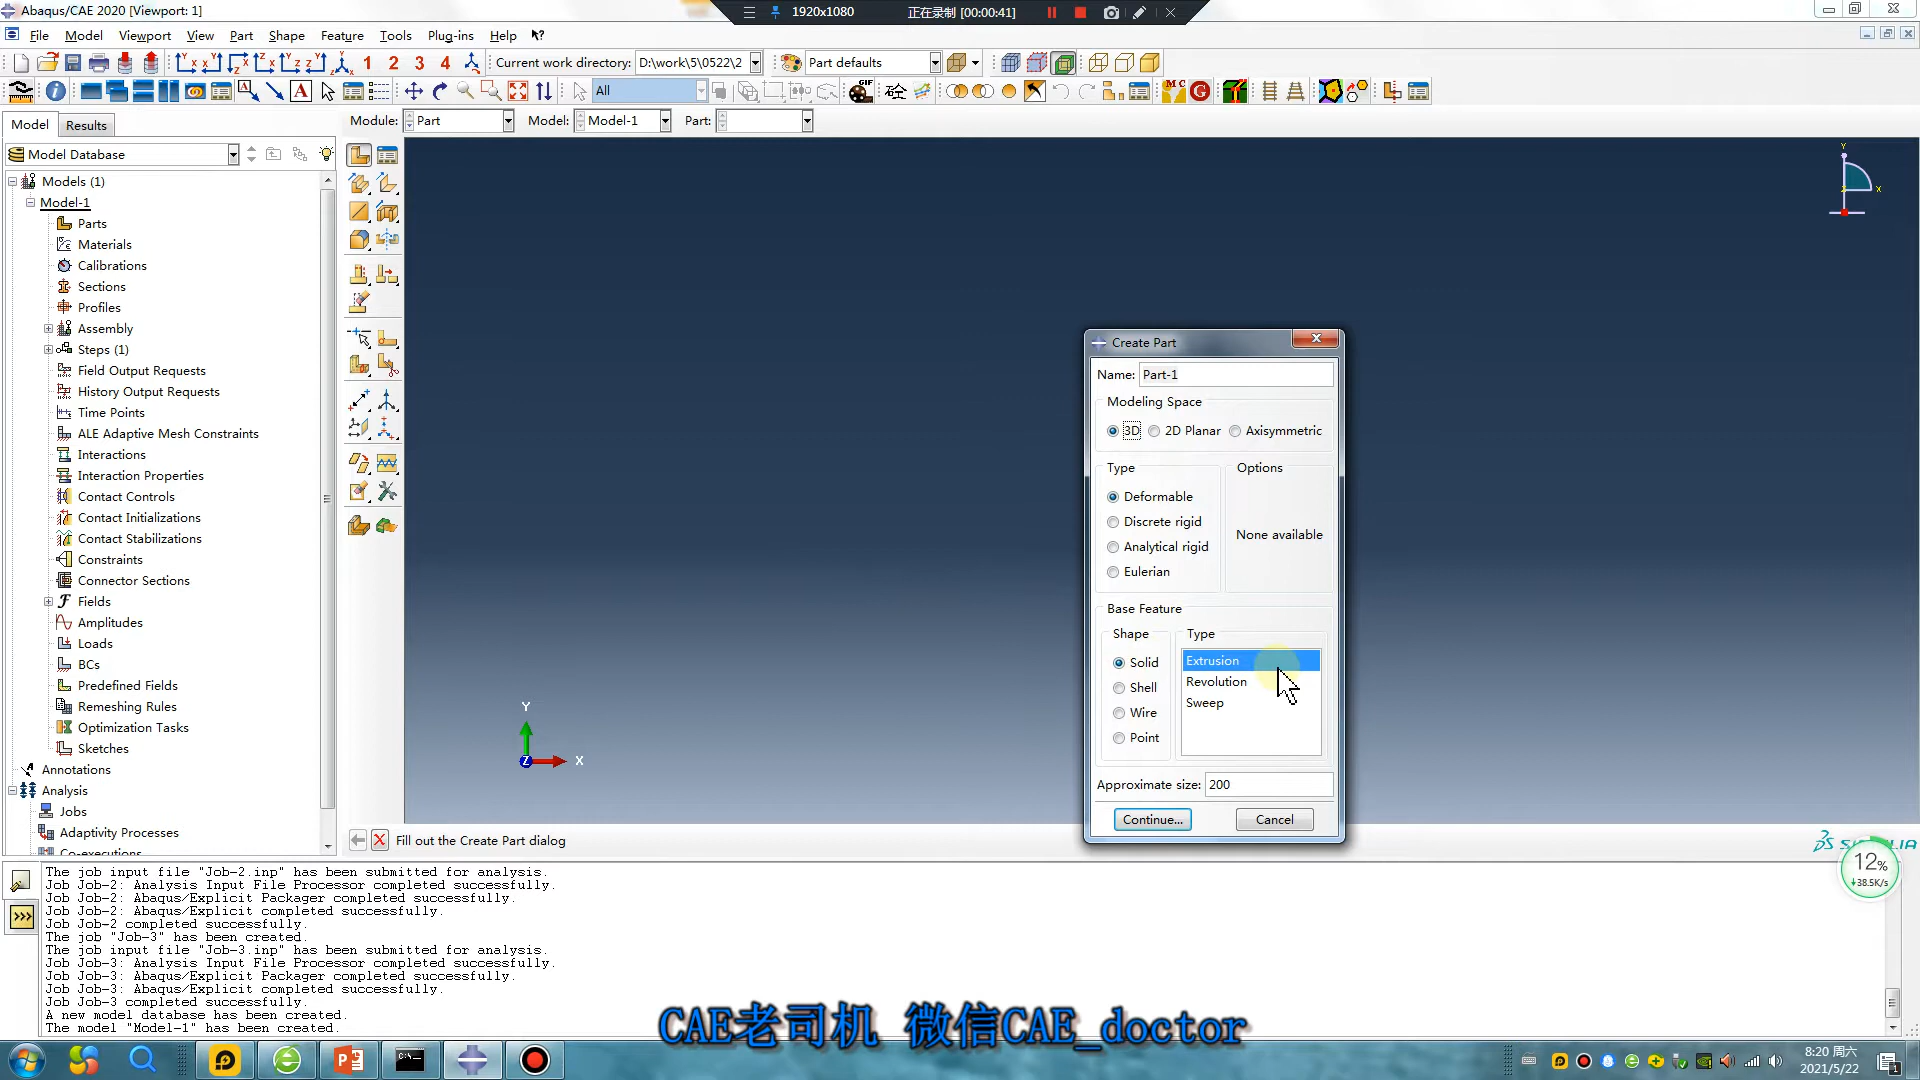 Abaqus/CAE 2020 [Viewport: 1]
1920x1080 正在录制 [00:00:41]
File Model Viewport View Part Shape Feature Tools Plug-ins Help
1 2 3 4 Current work directory: D:\work\5\0522\2 Part defaults
A All GIF MC G
Model Results
Module: Part Model: Model-1 Part:
Model Database
Models (1)
Model-1
Parts
Materials
Calibrations
Sections
Profiles
Assembly
Steps (1)
Field Output Requests
History Output Requests
Time Points
ALE Adaptive Mesh Constraints
Interactions
Interaction Properties
Contact Controls
Contact Initializations
Contact Stabilizations
Constraints
Connector Sections
Fields
Amplitudes
Loads
BCs
Predefined Fields
Remeshing Rules
Optimization Tasks
Sketches
Annotations
Analysis
Jobs
Adaptivity Processes
Co-executions
Y
X
Z
Y
X
Z
Create Part
Name: Part-1
Modeling Space
3D 2D Planar Axisymmetric
Type Options
Deformable
Discrete rigid
Analytical rigid
Eulerian
None available
Base Feature
Shape Type
Solid
Shell
Wire
Point
Extrusion
Revolution
Sweep
Approximate size: 200
Continue... Cancel
Fill out the Create Part dialog
12%
38.5K/s
The job input file "Job-2.inp" has been submitted for analysis.
Job Job-2: Analysis Input File Processor completed successfully.
Job Job-2: Abaqus/Explicit Packager completed successfully.
Job Job-2: Abaqus/Explicit completed successfully.
Job Job-2 completed successfully.
The job "Job-3" has been created.
The job input file "Job-3.inp" has been submitted for analysis.
Job Job-3: Analysis Input File Processor completed successfully.
Job Job-3: Abaqus/Explicit Packager completed successfully.
Job Job-3: Abaqus/Explicit completed successfully.
Job Job-3 completed successfully.
A new model database has been created.
The model "Model-1" has been created.
CAE老司机 微信CAE_doctor
8:20 周六
2021/5/22